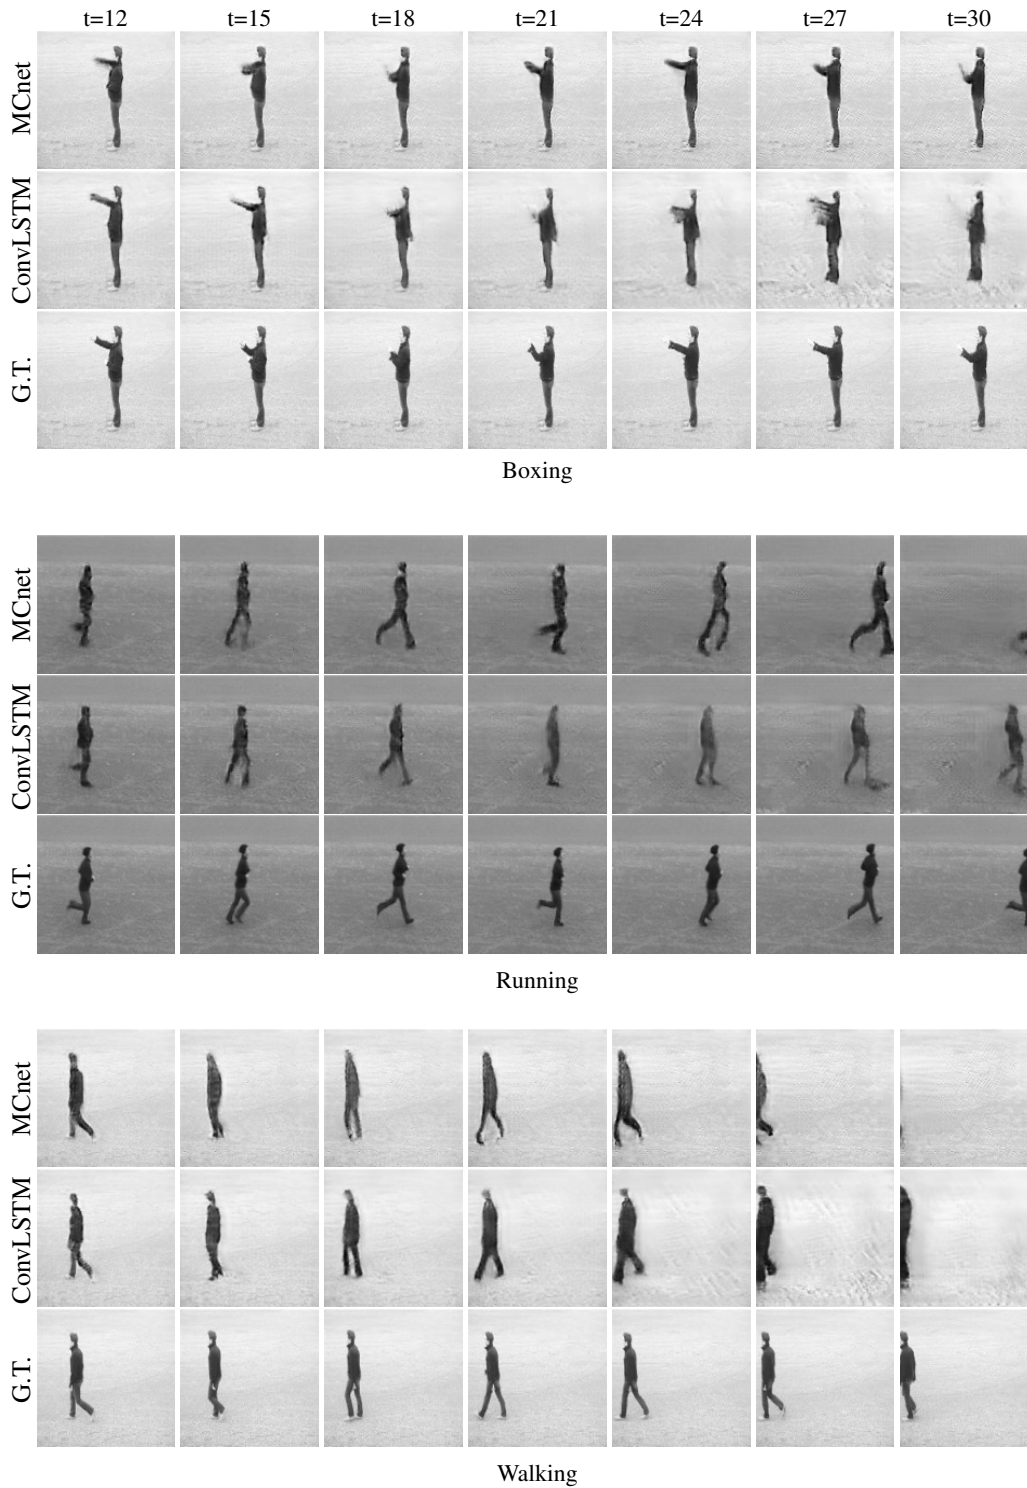 t=12 t=15 t=18 t=21 t=24 t=27 t=30
MCnet
ConvLSTM
G.T.
Boxing
MCnet
ConvLSTM
G.T.
Running
MCnet
ConvLSTM
G.T.
Walking